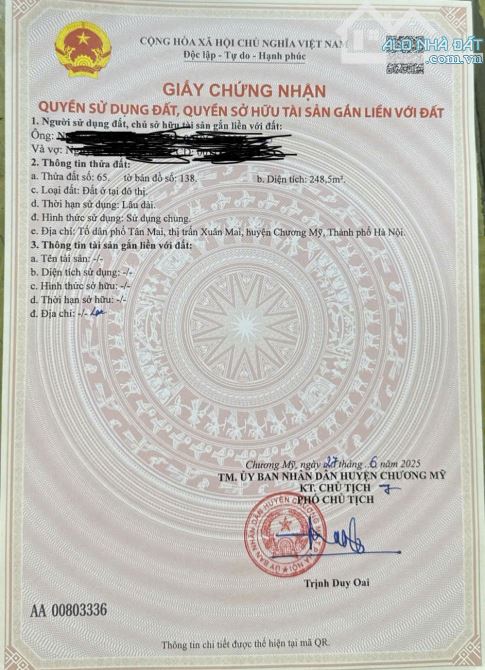 CỘNG HÒA XÃ HỘI CHỦ NGHĨA VIỆT NAM
Độc lập - Tự do - Hạnh phúc
ALO NHÀ ĐẤT
.com.vn
GIẤY CHỨNG NHẬN
QUYỀN SỬ DỤNG ĐẤT, QUYỀN SỞ HỮU TÀI SẢN GẮN LIỀN VỚI ĐẤT
1. Người sử dụng đất, chủ sở hữu tài sản gắn liền với đất:
Ông:
Và vợ:
2. Thông tin thửa đất:
a. Thửa đất số: 65. tờ bản đồ số: 138. b. Diện tích: 248,5m².
c. Loại đất: Đất ở tại đô thị.
d. Thời hạn sử dụng: Lâu dài.
đ. Hình thức sử dụng: Sử dụng chung.
e. Địa chỉ: Tổ dân phố Tân Mai, thị trấn Xuân Mai, huyện Chương Mỹ, Thành phố Hà Nội.
3. Thông tin tài sản gắn liền với đất:
a. Tên tài sản: -/-
b. Diện tích sử dụng: -/-
c. Hình thức sở hữu: -/-
d. Thời hạn sở hữu: -/-
đ. Địa chỉ: -/-
Chương Mỹ, ngày 27 tháng 6 năm 2025
TM. ỦY BAN NHÂN DÂN HUYỆN CHƯƠNG MỸ
KT. CHỦ TỊCH
PHÓ CHỦ TỊCH
Trịnh Duy Oai
AA 00803336
Thông tin chi tiết được thể hiện tại mã QR.